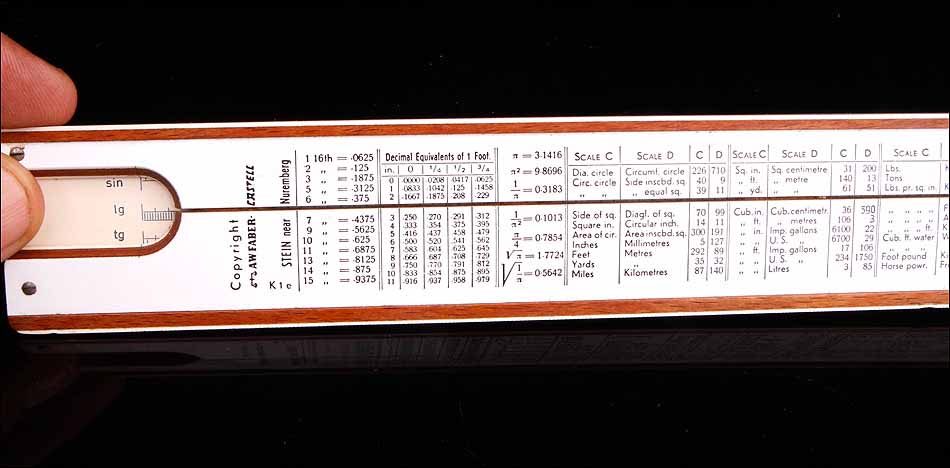 sin
lg
tg
Copyright
A.W.FABER-CASTELL
STEIN near Nuremberg
K1e
1 16th = .0625
2 „ = .125
3 „ = .1875
5 „ = .3125
6 „ = .375
7 „ = .4375
9 „ = .5625
10 „ = .625
11 „ = .6875
13 „ = .8125
14 „ = .875
15 „ = .9375
Decimal Equivalents of 1 Foot.
in. 0 1/4 1/2 3/4
0 .0000 .0208 .0417 .0625
1 .0833 .1042 .125 .1458
2 .1667 .1875 .208 .229
3 .250 .270 .291 .312
4 .333 .354 .375 .395
5 .416 .437 .458 .479
6 .500 .520 .541 .562
7 .583 .604 .625 .645
8 .666 .687 .708 .729
9 .750 .770 .791 .812
10 .833 .854 .875 .895
11 .916 .937 .958 .979
π = 3.1416
π² = 9.8696
1/π = 0.3183
1/π² = 0.1013
π/4 = 0.7854
√π = 1.7724
√1/π = 0.5642
SCALE C SCALE D C D
Dia. circle Circumf. circle 226 710
Circ. circle Side inscbd. sq. 40 9
„ „ „ equal sq. 39 11
Side of sq. Diagl. of sq. 70 99
Square in. Circular inch. 14 11
Area of cir. Area inscbd. sq. 300 191
Inches Millimetres 5 127
Feet Metres 292 89
Yards „ 35 32
Miles Kilometres 87 140
SCALE C SCALE D C D
Sq. in. Sq. centimetre 31 200
„ ft. „ metre 140 13
„ yd. „ „ 61 51
Cub. in. Cub. centimetr. 36 590
„ ft. „ metres 106 3
„ in. Imp. gallons 6100 22
„ „ U.S. „ 6700 29
„ ft. Imp. gallons 17 106
„ „ U.S. „ 234 1750
„ „ Litres 3 85
SCALE C
Lbs.
Tons
Lbs. pr. sq. in.
„ „ „ „
„ „ „ ft.
Cub. ft. water
„ „ „
Foot pound
Horse powr.